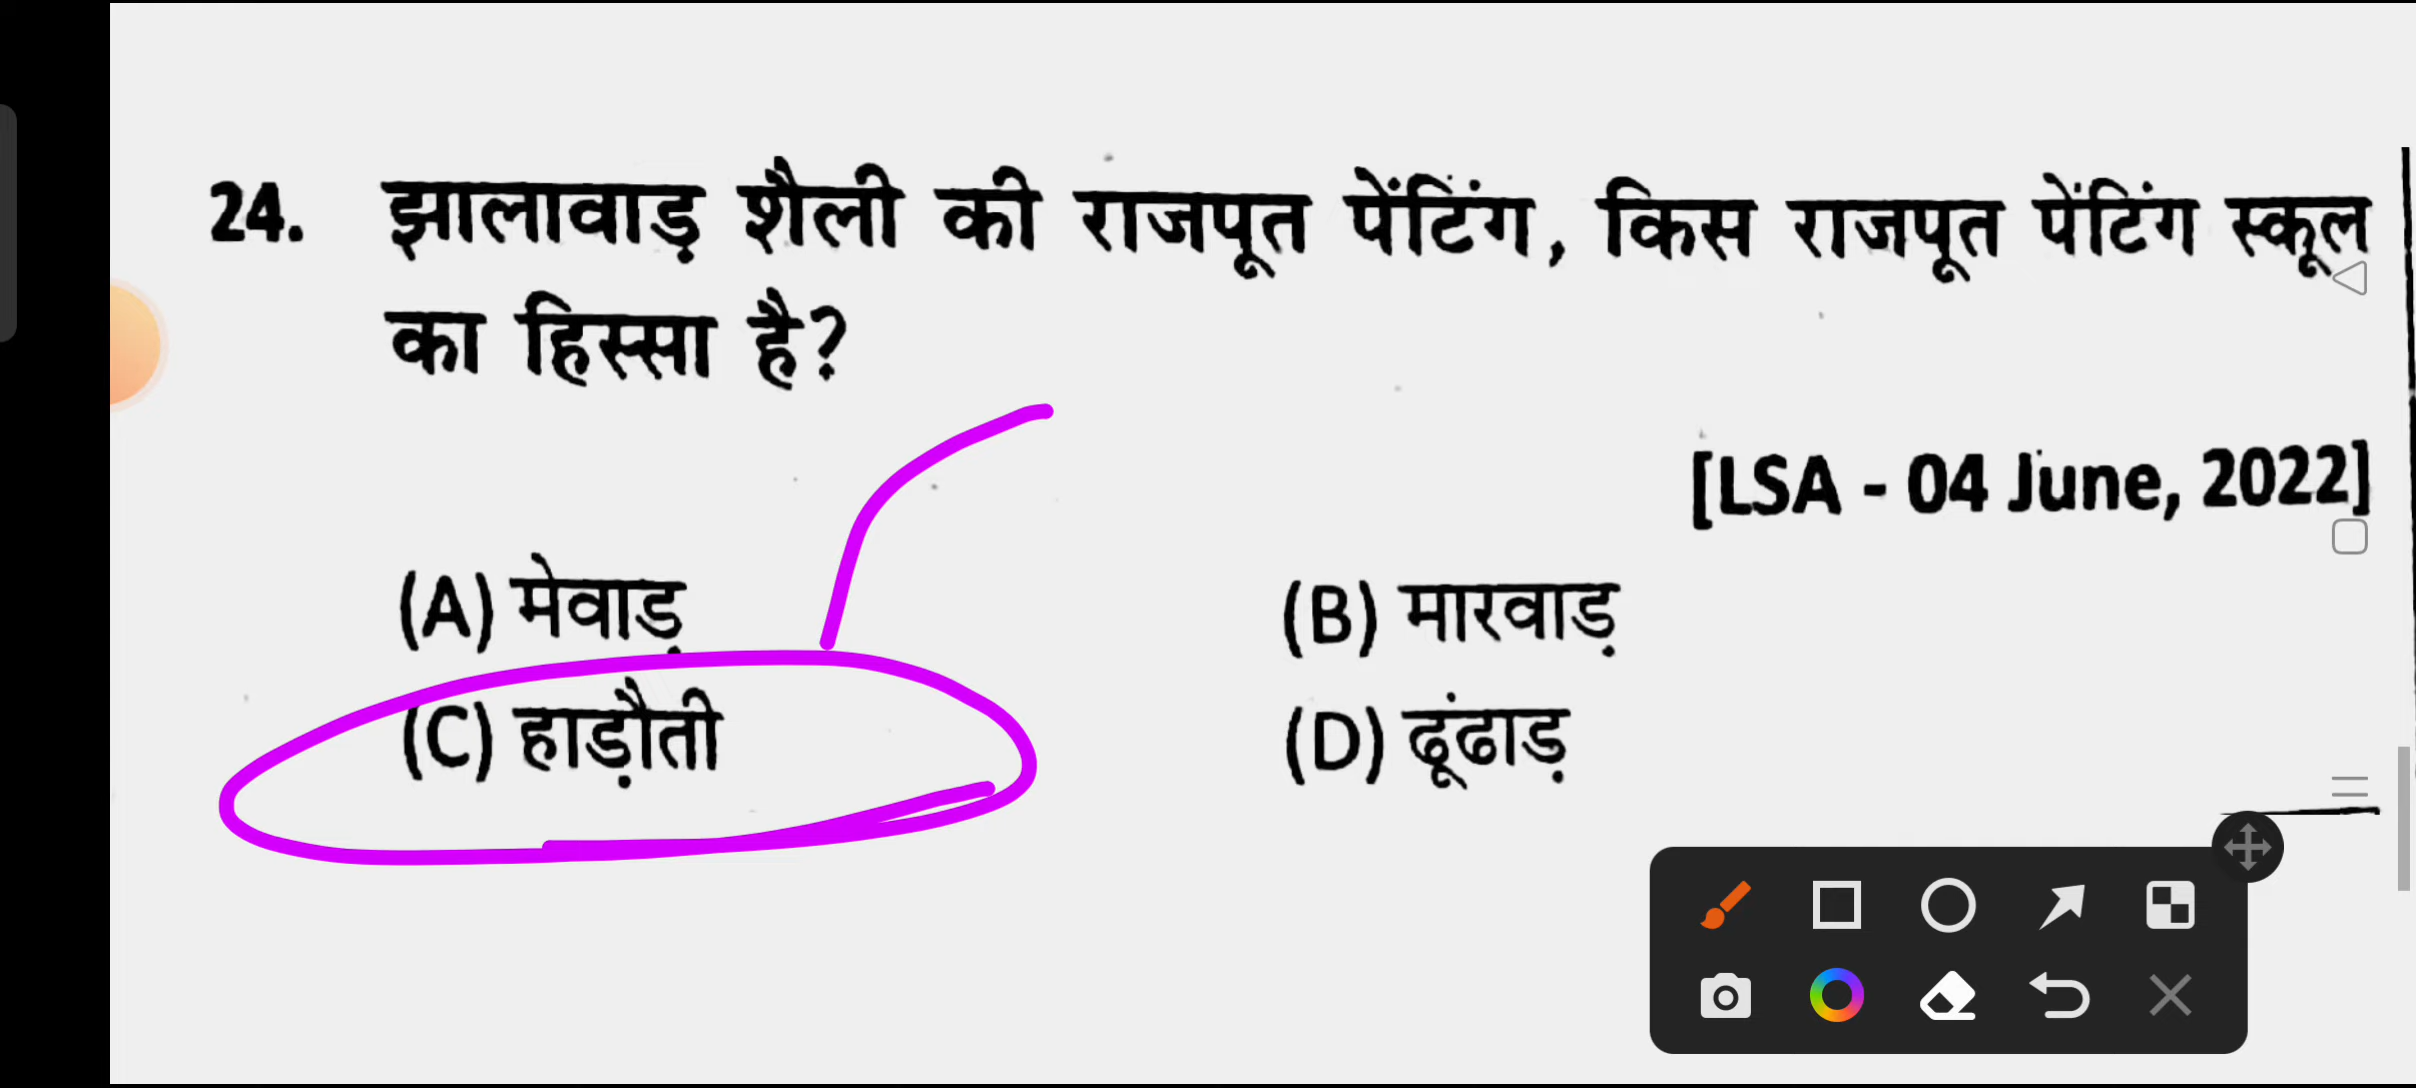 24. झालावाड़ शैली की राजपूत पेंटिंग, किस राजपूत पेंटिंग स्कूल
का हिस्सा है?
[LSA - 04 June, 2022]
(A) मेवाड़ (B) मारवाड़
(C) हाड़ौती (D) ढूंढाड़